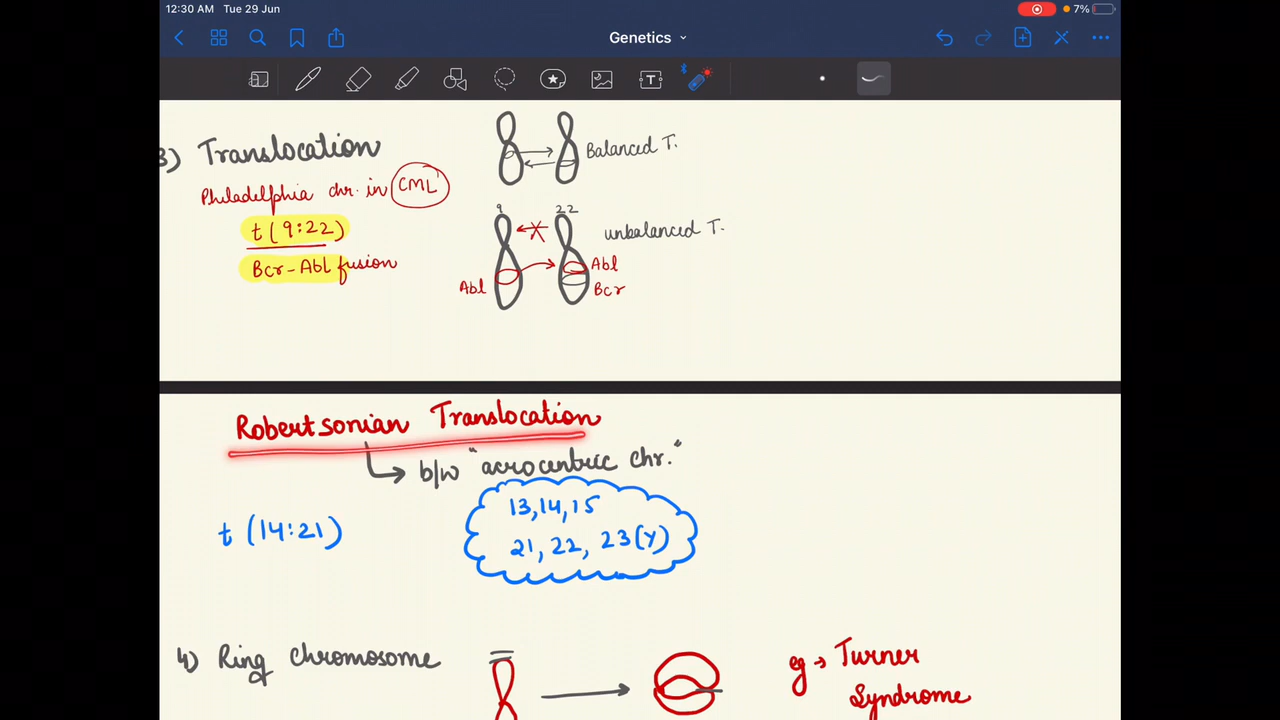 12:30 AM Tue 29 Jun
7%
Genetics
3) Translocation
Philadelphia chr. in CML
t(9:22)
Bcr-Abl fusion
Balanced T.
9 22
unbalanced T.
Abl
Abl
Bcr
Robertsonian Translocation
b/w "acrocentric chr."
t (14:21)
13,14,15
21, 22, 23(Y)
4) Ring chromosome
eg → Turner
Syndrome